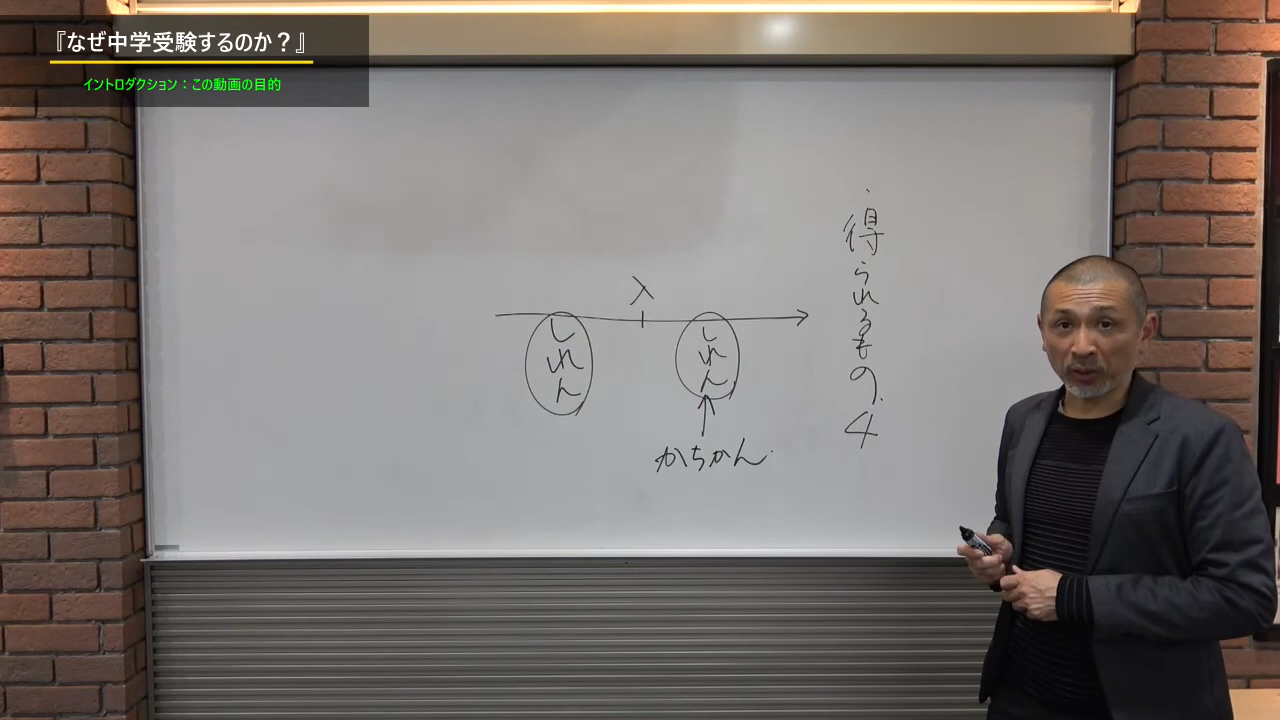 『なぜ中学受験するのか？』
イントロダクション：この動画の目的
得られるもの.4
入
しれん
しれん
かちかん